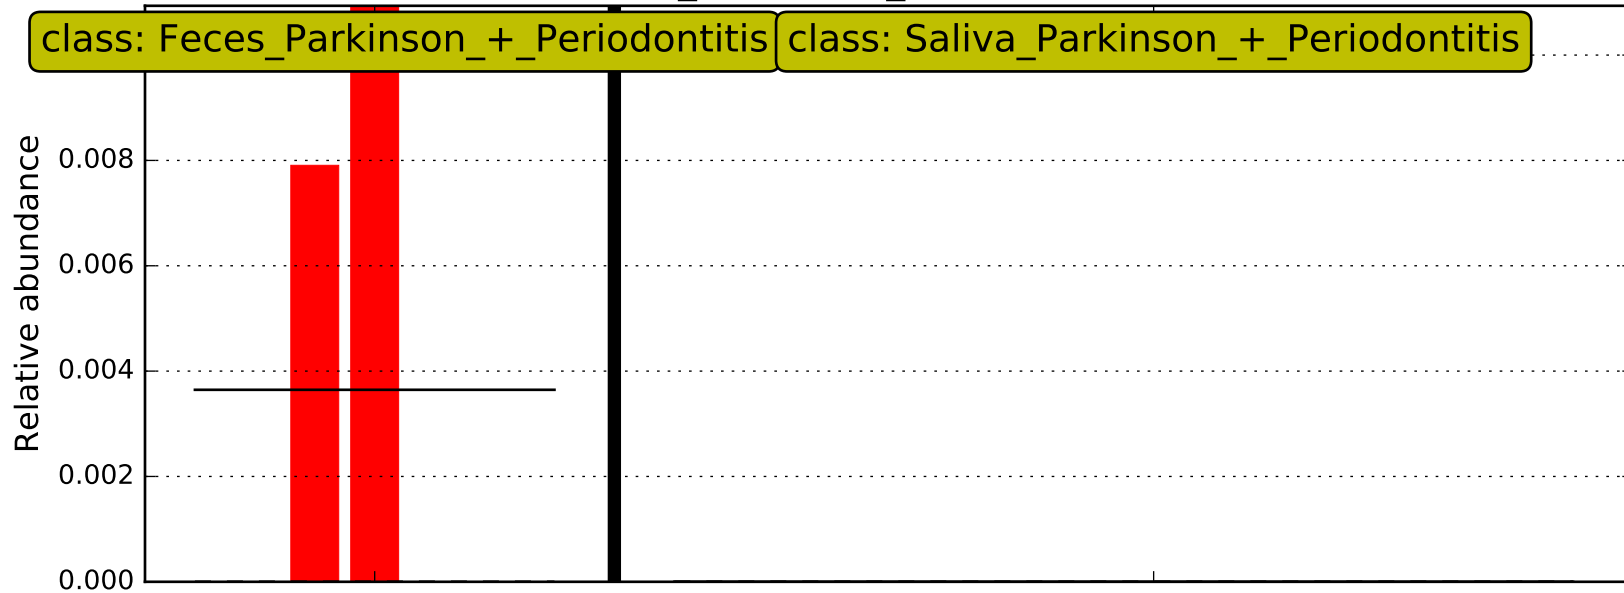 class: Feces_Parkinson_+_Periodontitis
class: Saliva_Parkinson_+_Periodontitis
Relative abundance
0.008
0.006
0.004
0.002
0.000